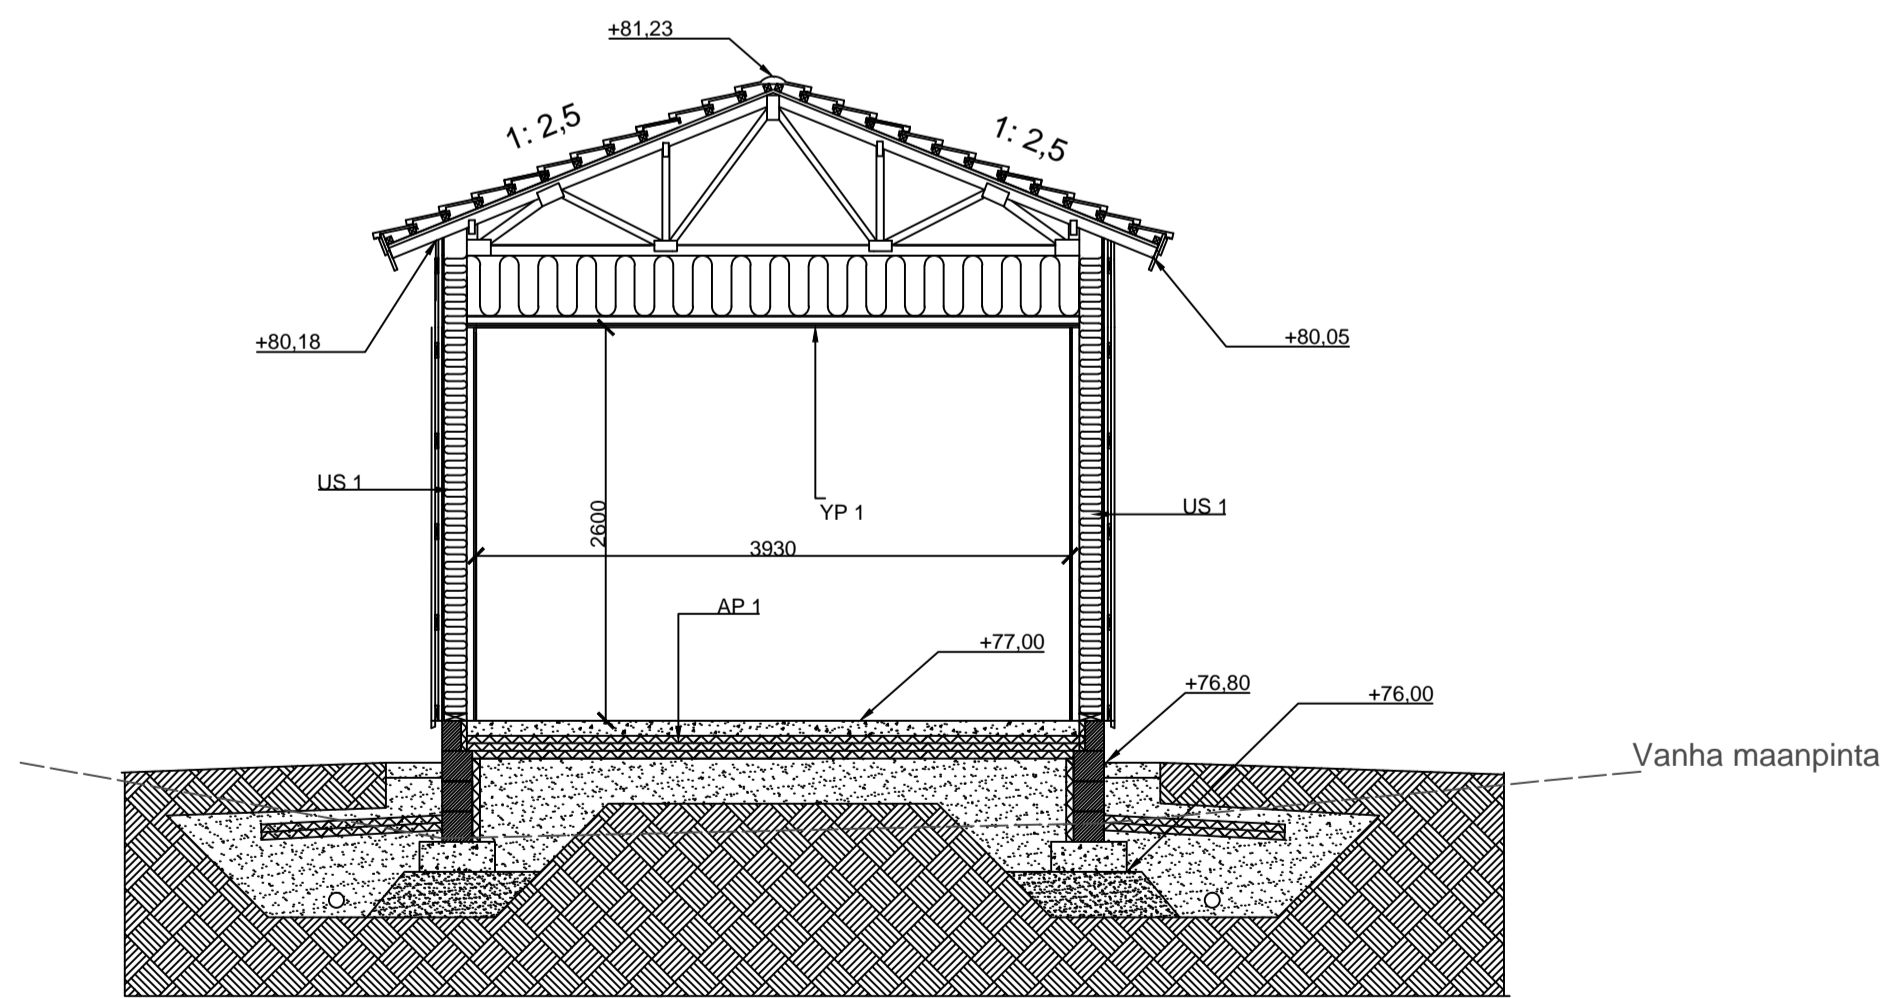 +81,23
1: 2,5
1: 2,5
+80,18
+80,05
US 1
YP 1
US 1
2600
3930
AP 1
+77,00
+76,80
+76,00
Vanha maanpinta